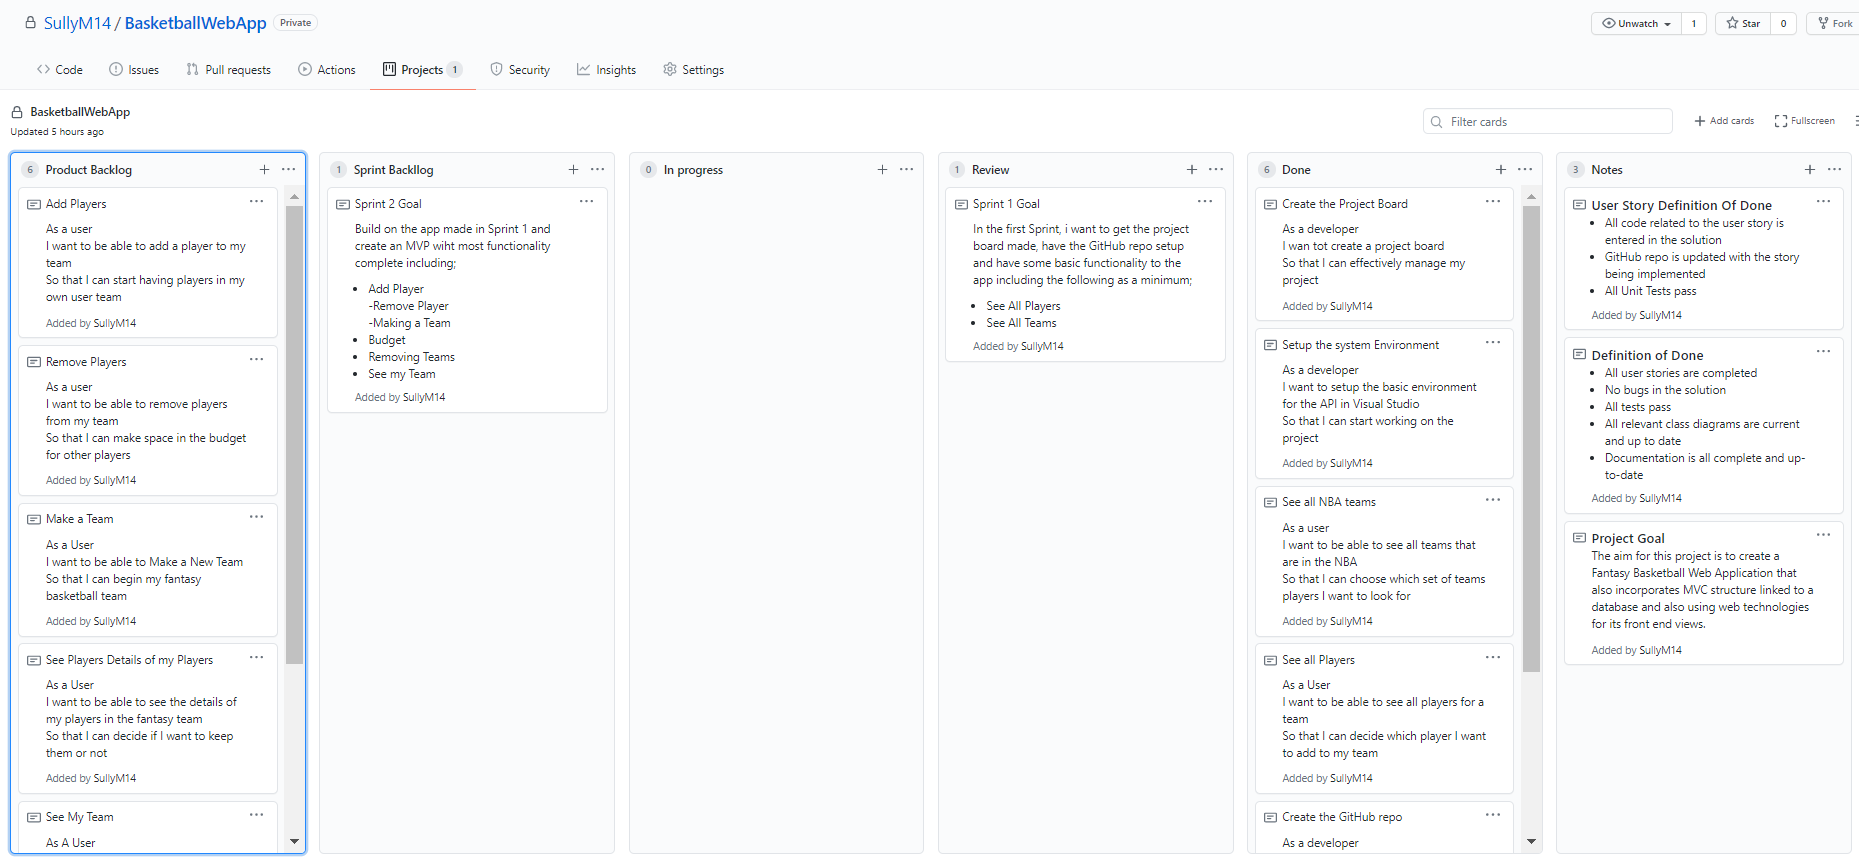 SullyM14 / BasketballWebApp Private
Unwatch 1 Star 0 Fork
Code Issues Pull requests Actions Projects 1 Security Insights Settings
BasketballWebApp
Updated 5 hours ago
Filter cards
Add cards Fullscreen
6 Product Backlog
Add Players
As a user
I want to be able to add a player to my
team
So that I can start having players in my
own user team
Added by SullyM14
Remove Players
As a user
I want to be able to remove players
from my team
So that I can make space in the budget
for other players
Added by SullyM14
Make a Team
As a User
I want to be able to Make a New Team
So that I can begin my fantasy
basketball team
Added by SullyM14
See Players Details of my Players
As a User
I want to be able to see the details of
my players in the fantasy team
So that I can decide if I want to keep
them or not
Added by SullyM14
See My Team
As A User
1 Sprint Backllog
Sprint 2 Goal
Build on the app made in Sprint 1 and
create an MVP wiht most functionality
complete including;
• Add Player
-Remove Player
-Making a Team
• Budget
• Removing Teams
• See my Team
Added by SullyM14
0 In progress
1 Review
Sprint 1 Goal
In the first Sprint, i want to get the project
board made, have the GitHub repo setup
and have some basic functionality to the
app including the following as a minimum;
• See All Players
• See All Teams
Added by SullyM14
6 Done
Create the Project Board
As a developer
I wan tot create a project board
So that I can effectively manage my
project
Added by SullyM14
Setup the system Environment
As a developer
I want to setup the basic environment
for the API in Visual Studio
So that I can start working on the
project
Added by SullyM14
See all NBA teams
As a user
I want to be able to see all teams that
are in the NBA
So that I can choose which set of teams
players I want to look for
Added by SullyM14
See all Players
As a User
I want to be able to see all players for a
team
So that I can decide which player I want
to add to my team
Added by SullyM14
Create the GitHub repo
As a developer
3 Notes
User Story Definition Of Done
• All code related to the user story is
entered in the solution
• GitHub repo is updated with the story
being implemented
• All Unit Tests pass
Added by SullyM14
Definition of Done
• All user stories are completed
• No bugs in the solution
• All tests pass
• All relevant class diagrams are current
and up to date
• Documentation is all complete and up-
to-date
Added by SullyM14
Project Goal
The aim for this project is to create a
Fantasy Basketball Web Application that
also incorporates MVC structure linked to a
database and also using web technologies
for its front end views.
Added by SullyM14